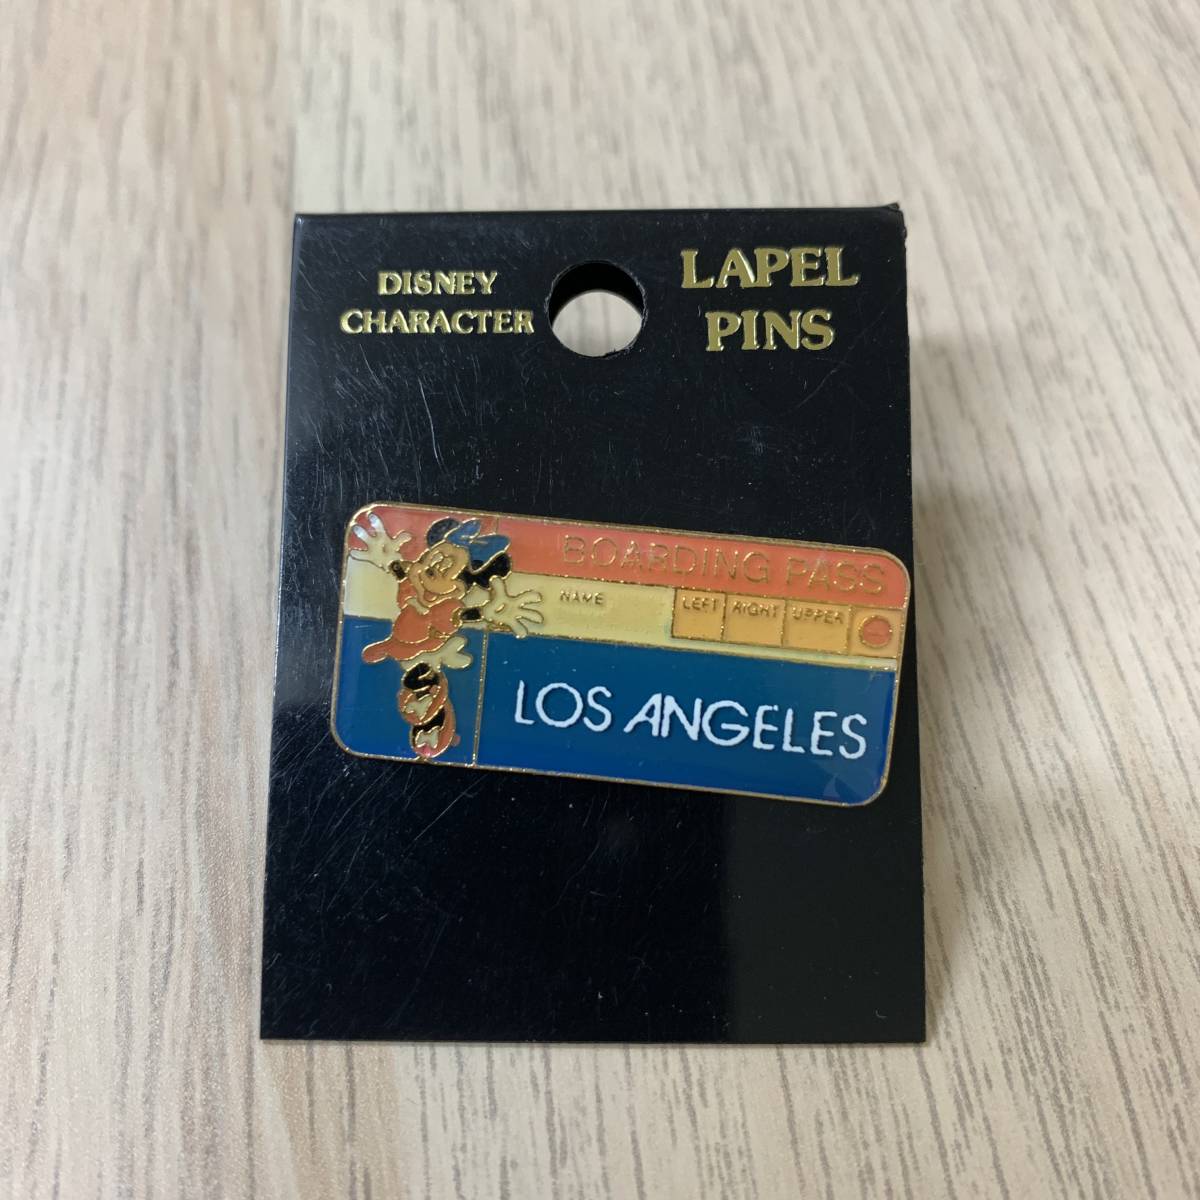 DISNEY
CHARACTER
LAPEL
PINS
BOARDING PASS
NAME LEFT RIGHT UPPER
LOS ANGELES